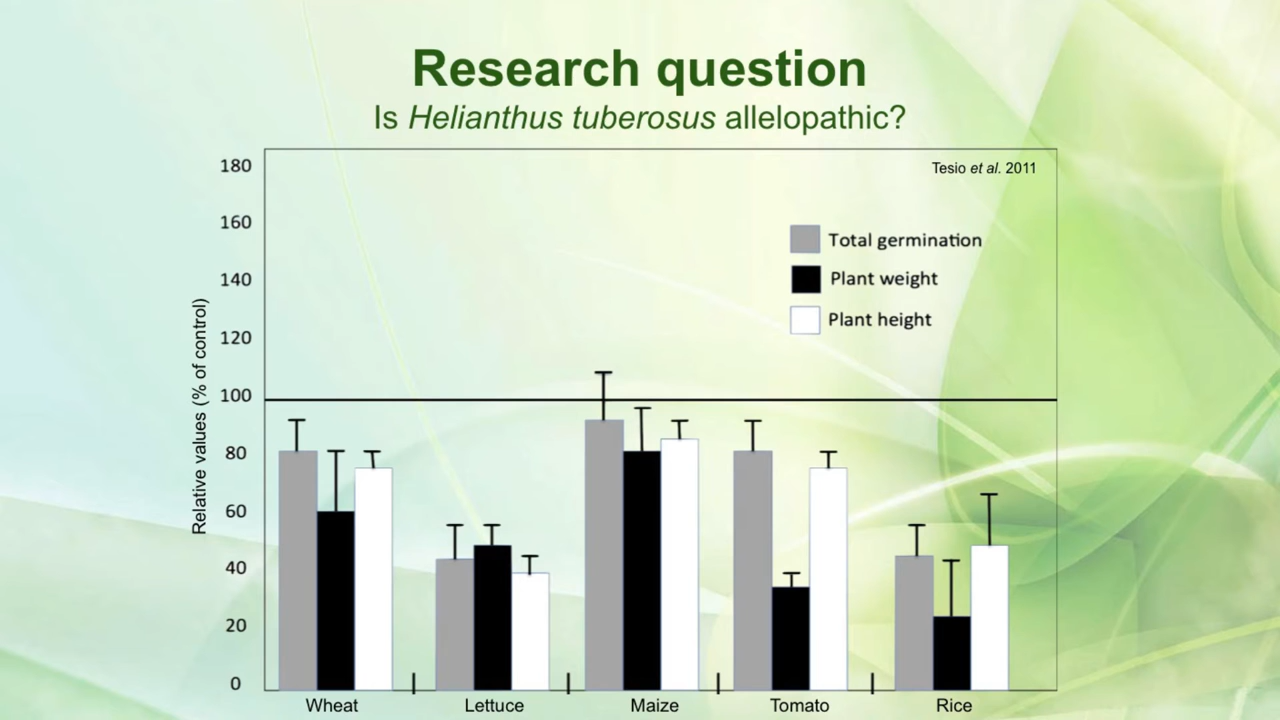 Research question
Is Helianthus tuberosus allelopathic?
Tesio et al. 2011
Total germination
Plant weight
Plant height
Relative values (% of control)
180
160
140
120
100
80
60
40
20
0
Wheat
Lettuce
Maize
Tomato
Rice